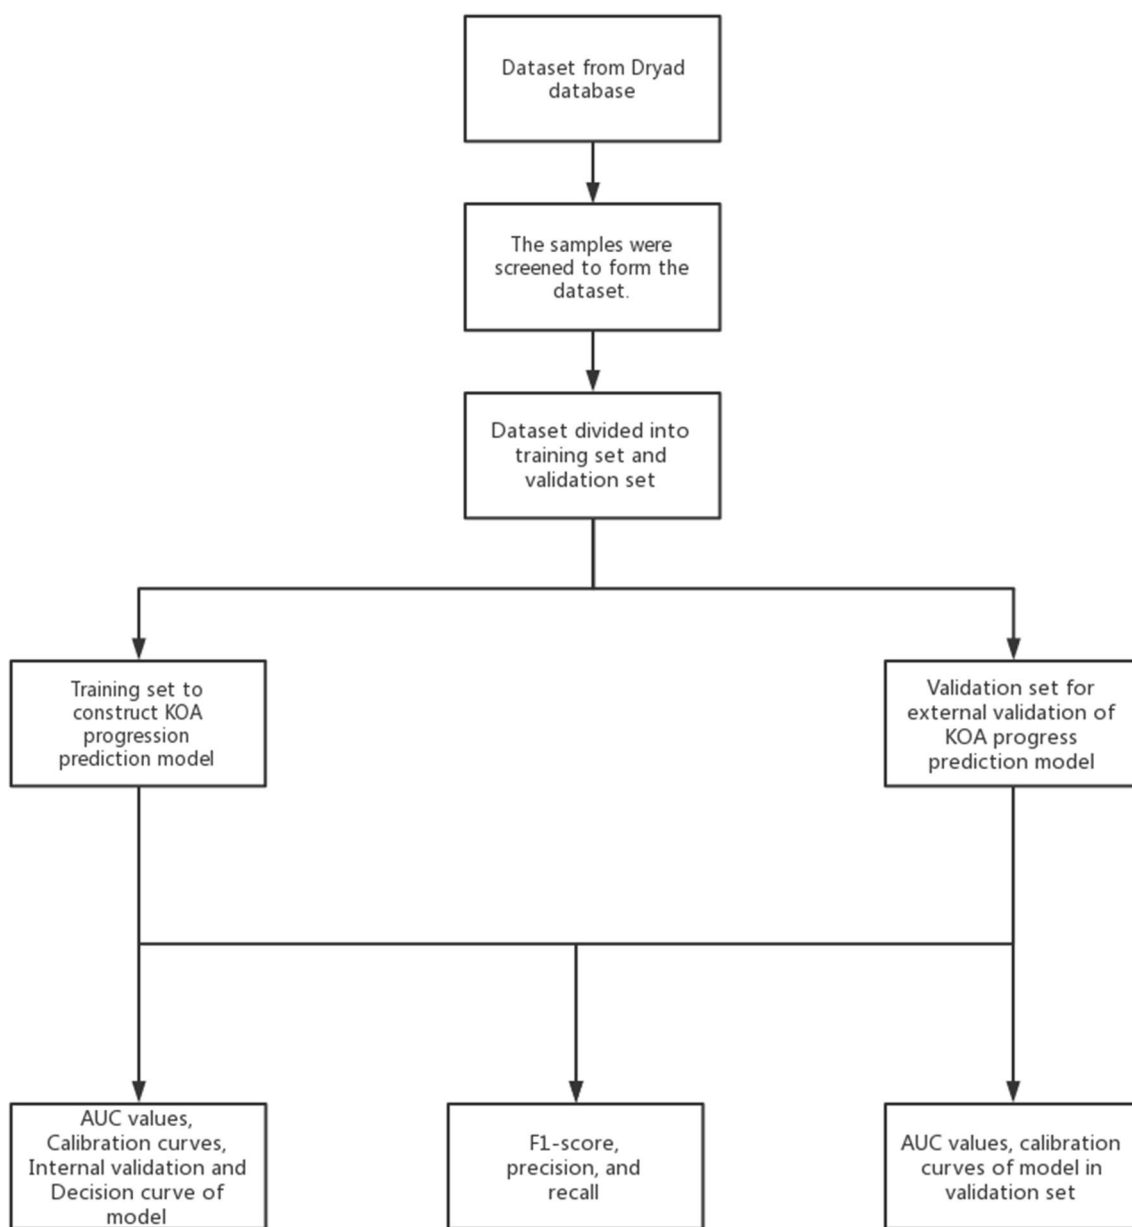 Dataset from Dryad
database
The samples were
screened to form the
dataset.
Dataset divided into
training set and
validation set
Training set to
construct KOA
progression
prediction model
Validation set for
external validation of
KOA progress
prediction model
AUC values,
Calibration curves,
Internal validation and
Decision curve of
model
F1-score,
precision, and
recall
AUC values, calibration
curves of model in
validation set